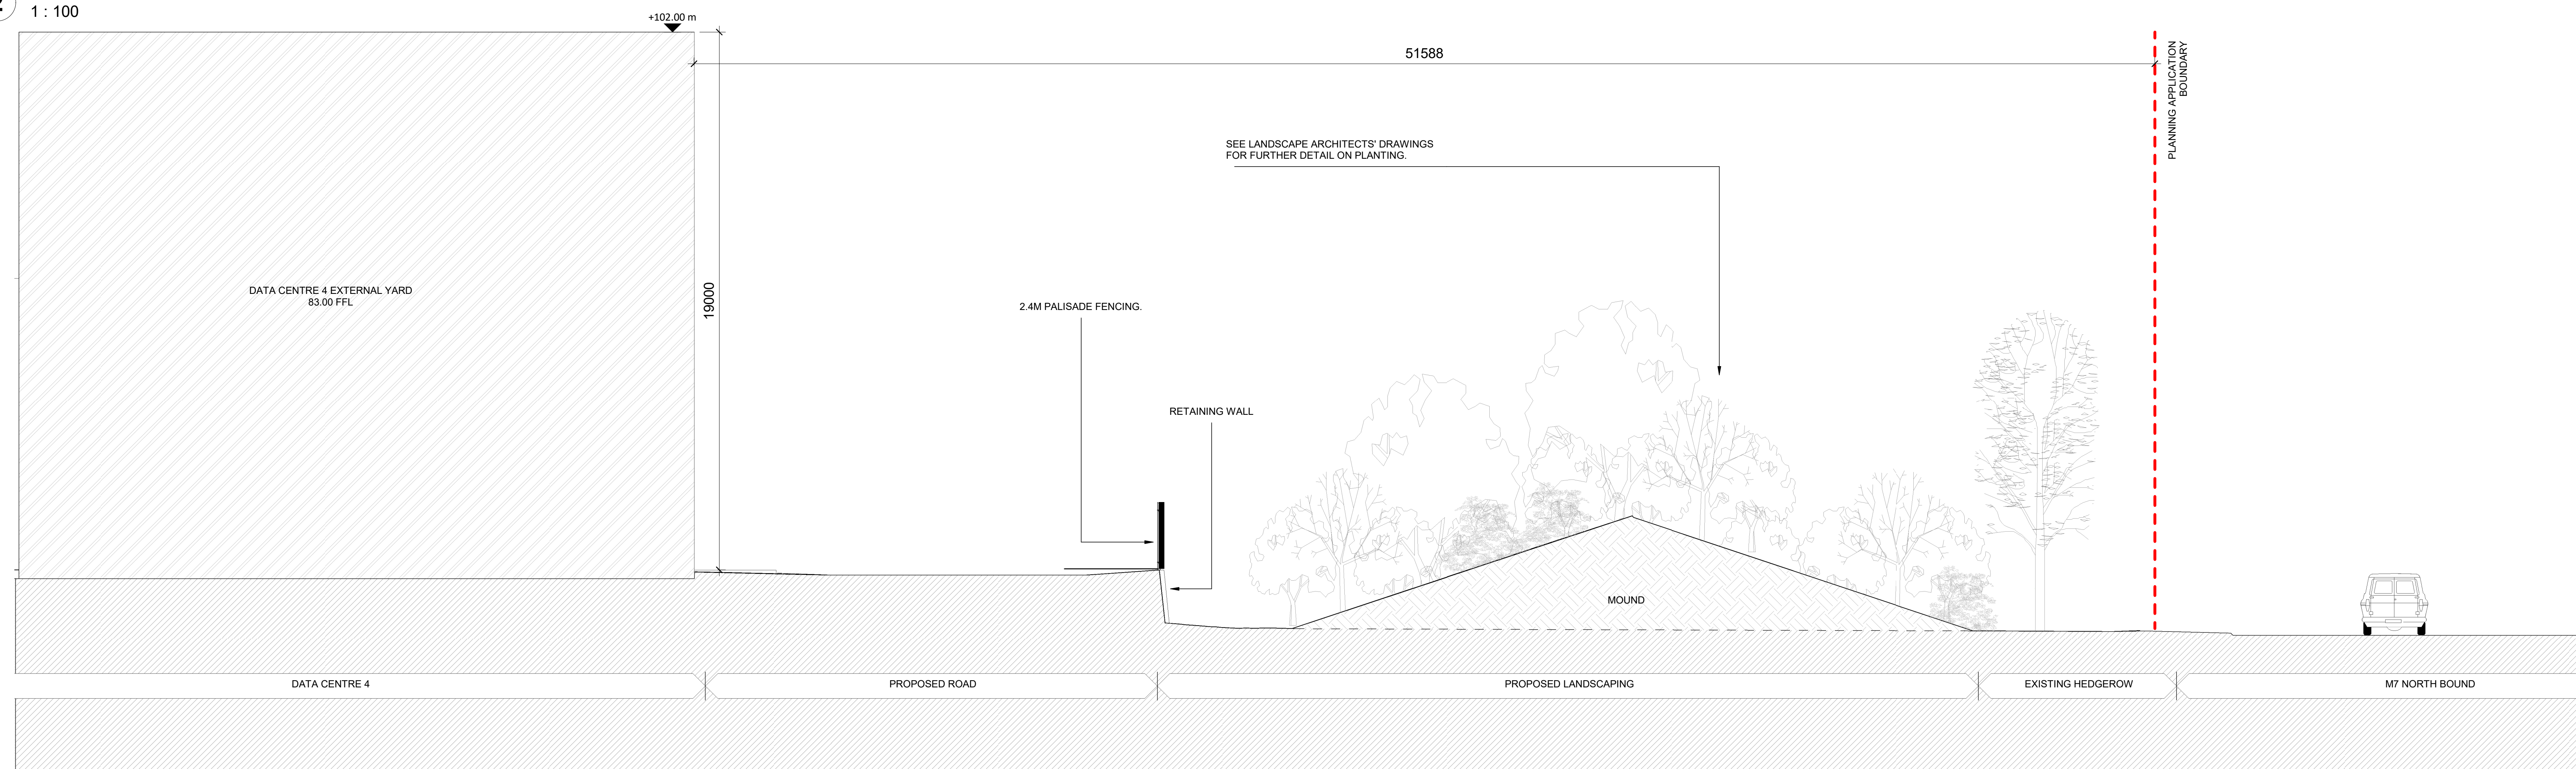 1 : 100
+102.00 m
51588
PLANNING APPLICATION
BOUNDARY
SEE LANDSCAPE ARCHITECTS' DRAWINGS
FOR FURTHER DETAIL ON PLANTING.
DATA CENTRE 4 EXTERNAL YARD
83.00 FFL
19000
2.4M PALISADE FENCING.
RETAINING WALL
MOUND
DATA CENTRE 4
PROPOSED ROAD
PROPOSED LANDSCAPING
EXISTING HEDGEROW
M7 NORTH BOUND